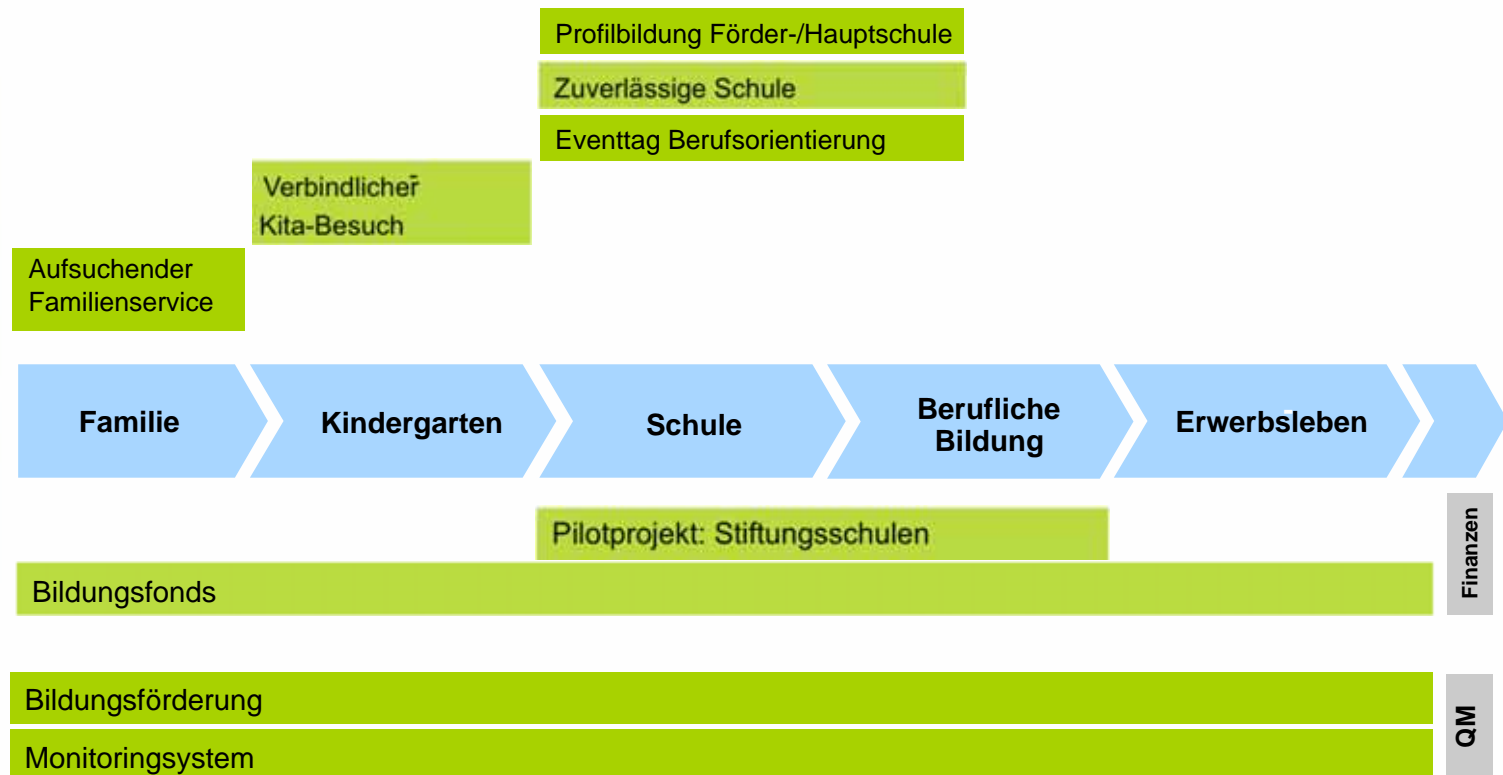 Profilbildung Förder-/Hauptschule
Zuverlässige Schule
Eventtag Berufsorientierung
Verbindlicher
Kita-Besuch
Aufsuchender
Familienservice
Familie
Kindergarten
Schule
Berufliche
Bildung
Erwerbsleben
Pilotprojekt: Stiftungsschulen
Finanzen
Bildungsfonds
Bildungsförderung
QM
Monitoringsystem